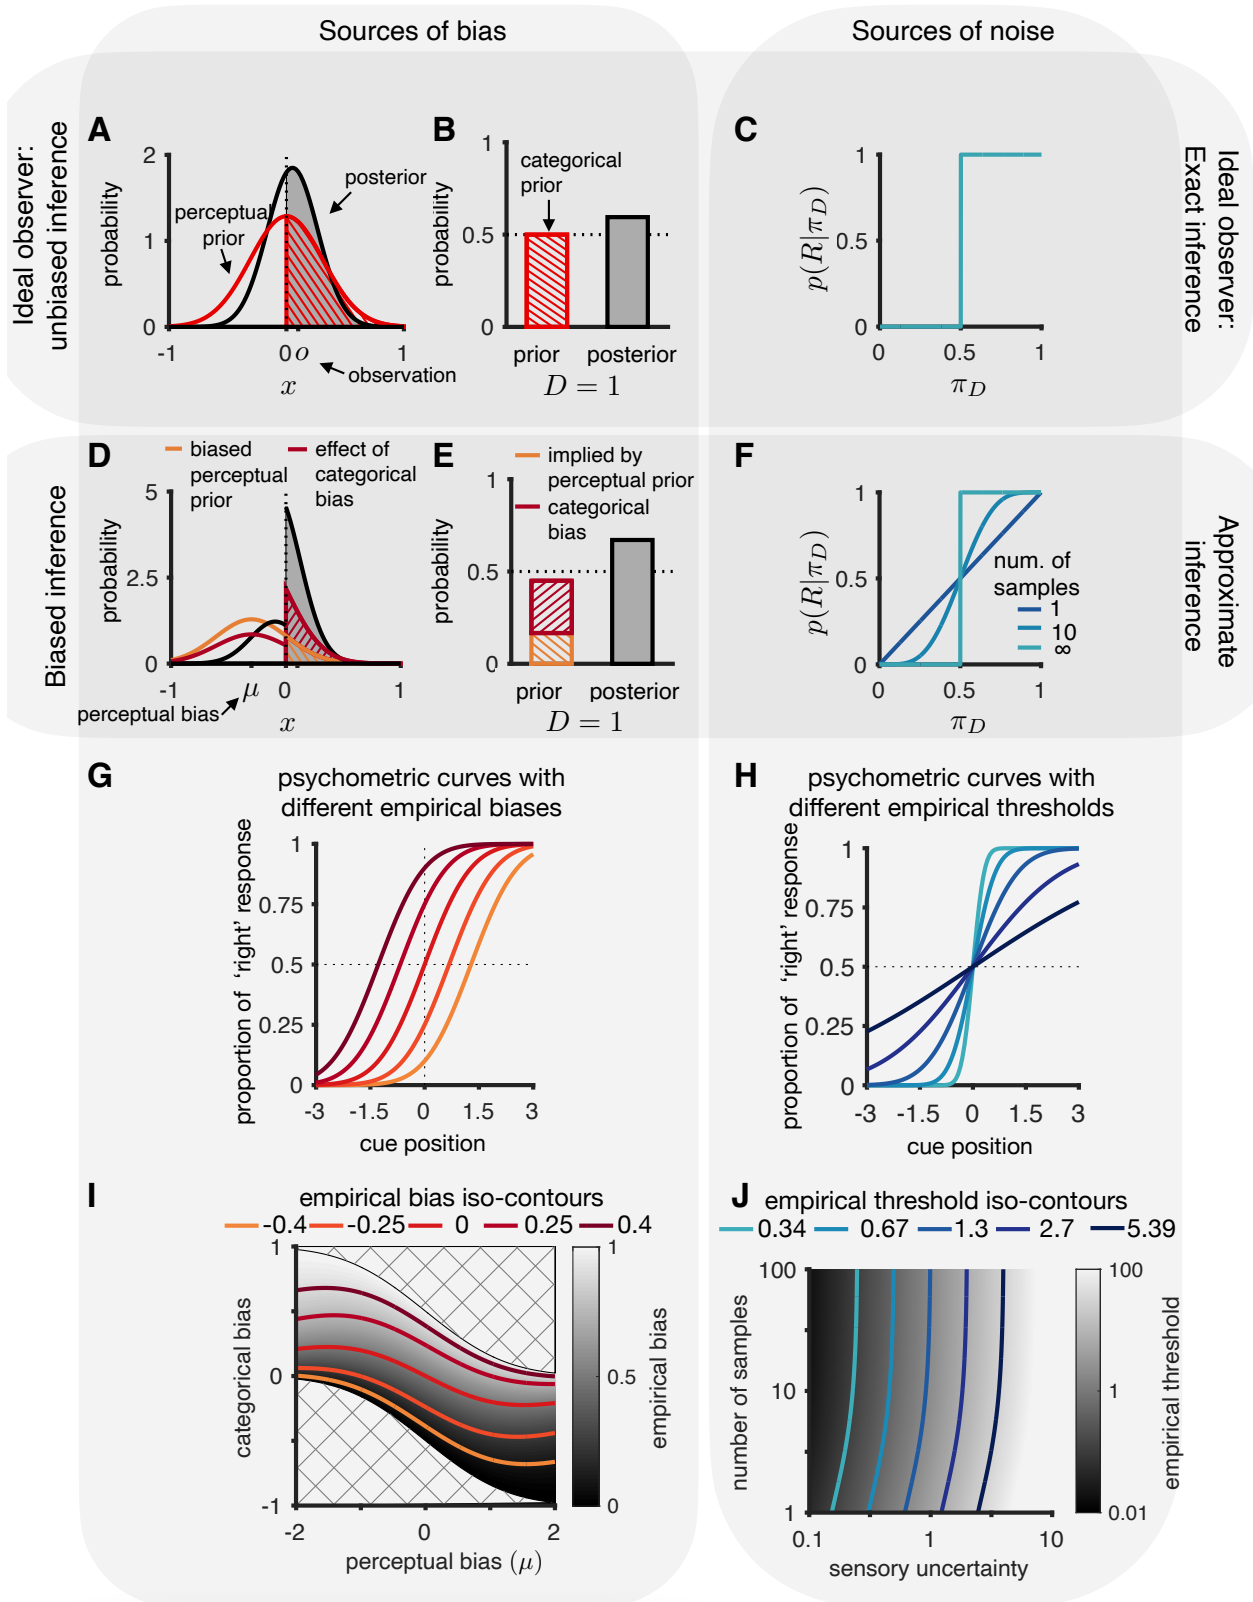 Sources of bias
Sources of noise
Ideal observer:
unbiased inference
Ideal observer:
Exact inference
A
probability
2
1
0
-1
0
o
1
x
perceptual
prior
posterior
observation
B
probability
1
0.5
0
categorical
prior
prior
posterior
D = 1
C
p(R|π_D)
1
0.5
0
0
0.5
1
π_D
Biased inference
Approximate
inference
D
biased
perceptual
prior
effect of
categorical
bias
probability
5
2.5
0
-1
μ
0
1
perceptual bias
x
E
implied by
perceptual prior
categorical
bias
probability
1
0.5
0
prior
posterior
D = 1
F
p(R|π_D)
1
0.5
0
num. of
samples
1
10
∞
0
0.5
1
π_D
G
psychometric curves with
different empirical biases
proportion of 'right' response
1
0.75
0.5
0.25
0
-3
-1.5
0
1.5
3
cue position
H
psychometric curves with
different empirical thresholds
proportion of 'right' response
1
0.75
0.5
0.25
0
-3
-1.5
0
1.5
3
cue position
I
empirical bias iso-contours
-0.4
-0.25
0
0.25
0.4
categorical bias
1
0
-1
-2
0
2
perceptual bias (μ)
1
0.5
0
empirical bias
J
empirical threshold iso-contours
0.34
0.67
1.3
2.7
5.39
number of samples
100
10
1
0.1
1
10
sensory uncertainty
100
1
0.01
empirical threshold